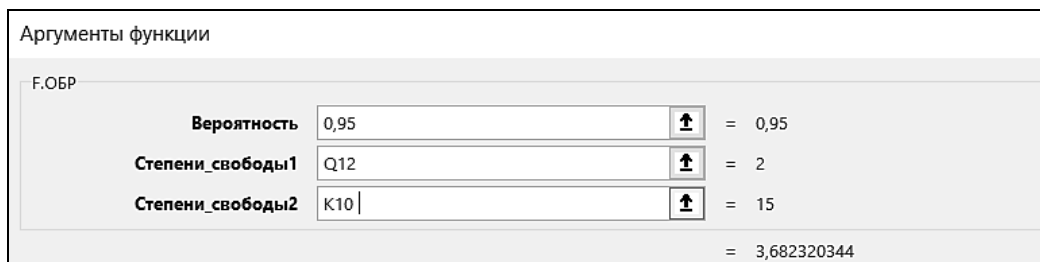 Аргументы функции
F.ОБР
Вероятность 0,95 = 0,95
Степени_свободы1 Q12 = 2
Степени_свободы2 K10 = 15
= 3,682320344